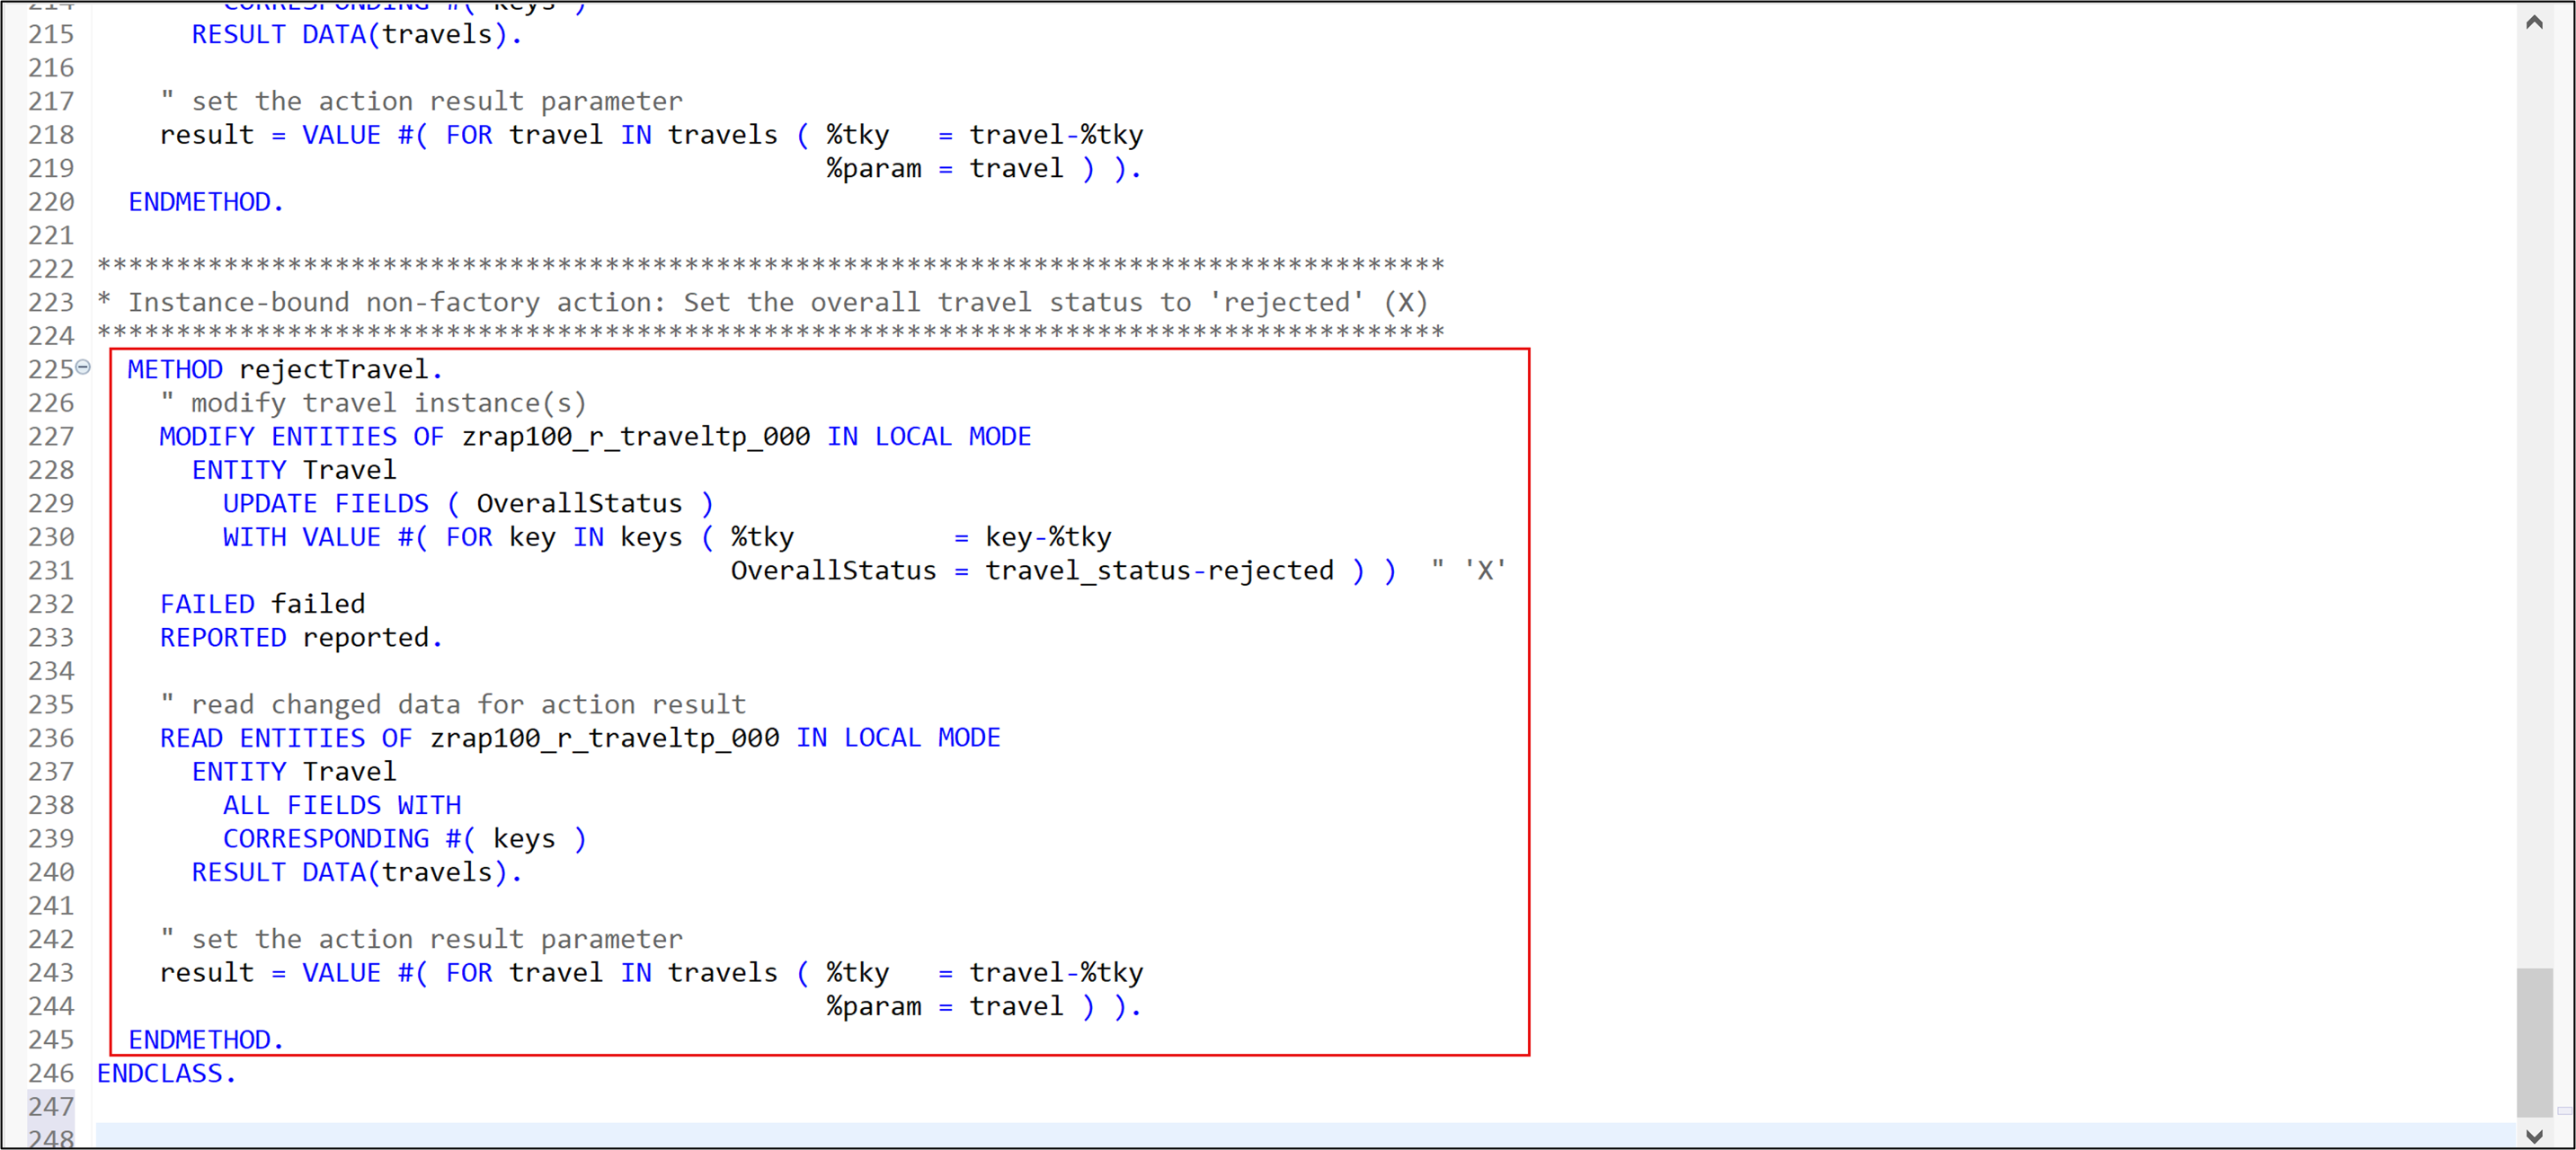 214         CORRESPONDING #( keys )
215       RESULT DATA(travels).
216
217     " set the action result parameter
218     result = VALUE #( FOR travel IN travels ( %tky   = travel-%tky
219                                               %param = travel ) ).
220   ENDMETHOD.
221
222 *************************************************************************************
223 * Instance-bound non-factory action: Set the overall travel status to 'rejected' (X)
224 *************************************************************************************
225   METHOD rejectTravel.
226     " modify travel instance(s)
227     MODIFY ENTITIES OF zrap100_r_traveltp_000 IN LOCAL MODE
228       ENTITY Travel
229         UPDATE FIELDS ( OverallStatus )
230         WITH VALUE #( FOR key IN keys ( %tky          = key-%tky
231                                         OverallStatus = travel_status-rejected ) )  " 'X'
232     FAILED failed
233     REPORTED reported.
234
235     " read changed data for action result
236     READ ENTITIES OF zrap100_r_traveltp_000 IN LOCAL MODE
237       ENTITY Travel
238         ALL FIELDS WITH
239         CORRESPONDING #( keys )
240       RESULT DATA(travels).
241
242     " set the action result parameter
243     result = VALUE #( FOR travel IN travels ( %tky   = travel-%tky
244                                               %param = travel ) ).
245   ENDMETHOD.
246 ENDCLASS.
247
248